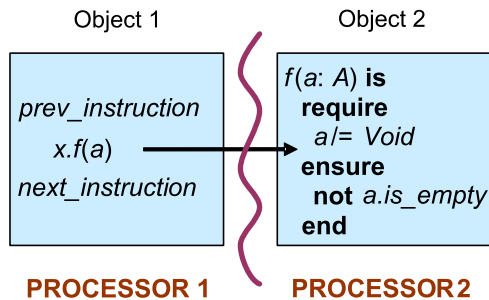 Object 1
Object 2
prev_instruction
x.f(a)
next_instruction
f(a: A) is
require
a /= Void
ensure
not a.is_empty
end
PROCESSOR 1
PROCESSOR 2